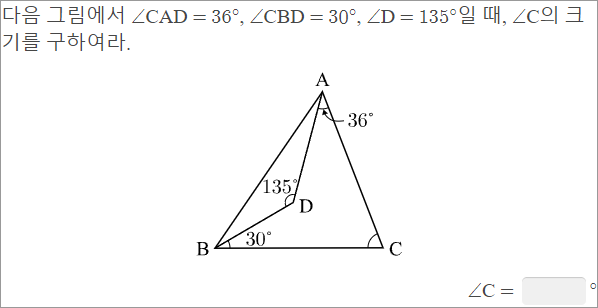 다음 그림에서 ∠CAD = 36°, ∠CBD = 30°, ∠D = 135°일 때, ∠C의 크
기를 구하여라.
A
36°
135°
D
B
30°
C
∠C = °